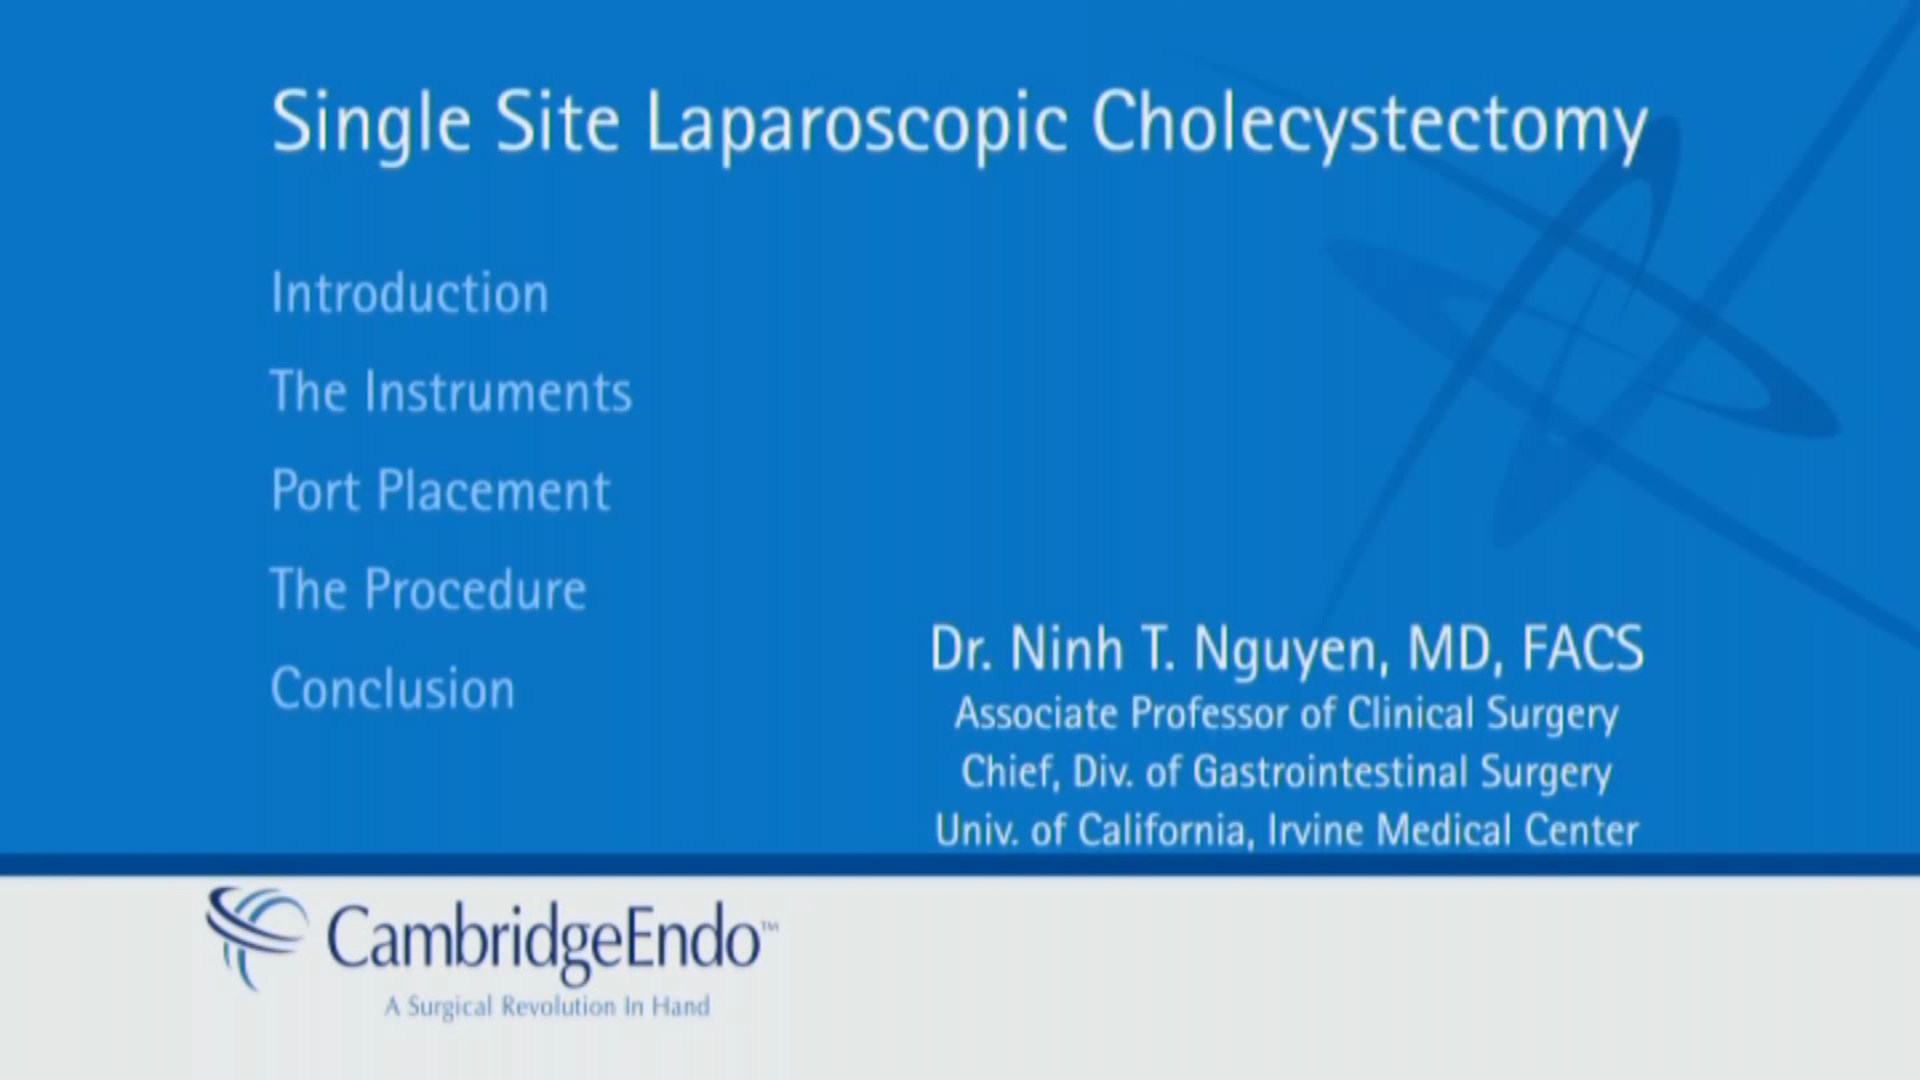 Single Site Laparoscopic Cholecystectomy
Introduction
The Instruments
Port Placement
The Procedure
Conclusion
Dr. Ninh T. Nguyen, MD, FACS
Associate Professor of Clinical Surgery
Chief, Div. of Gastrointestinal Surgery
Univ. of California, Irvine Medical Center
CambridgeEndo™
A Surgical Revolution In Hand